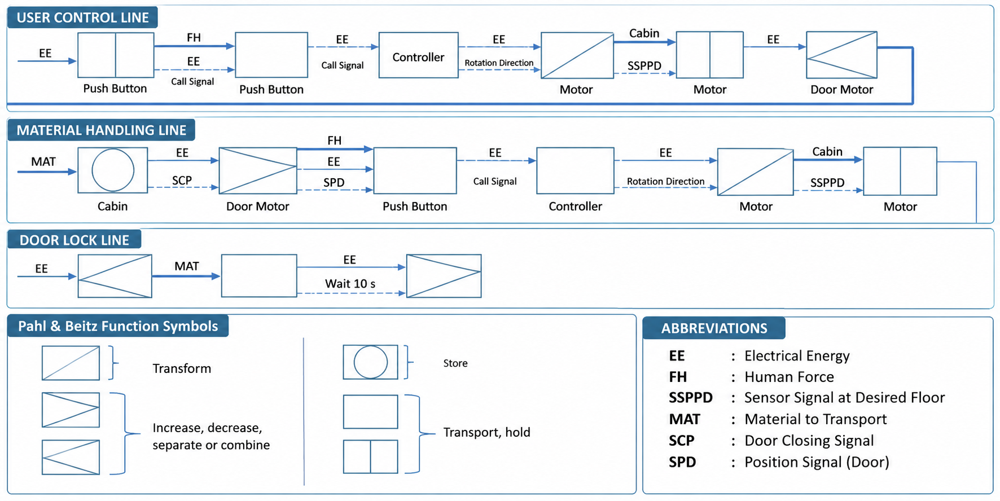 USER CONTROL LINE
EE
FH
EE
Call Signal
Push Button
Push Button
EE
Call Signal
Controller
EE
Rotation Direction
Motor
Cabin
SSPPD
Motor
EE
Door Motor
MATERIAL HANDLING LINE
MAT
Cabin
EE
SCP
Door Motor
FH
EE
SPD
Push Button
EE
Call Signal
Controller
EE
Rotation Direction
Motor
Cabin
SSPPD
Motor
DOOR LOCK LINE
EE
MAT
EE
Wait 10 s
Pahl & Beitz Function Symbols
Transform
Increase, decrease,
separate or combine
Store
Transport, hold
ABBREVIATIONS
EE : Electrical Energy
FH : Human Force
SSPPD : Sensor Signal at Desired Floor
MAT : Material to Transport
SCP : Door Closing Signal
SPD : Position Signal (Door)